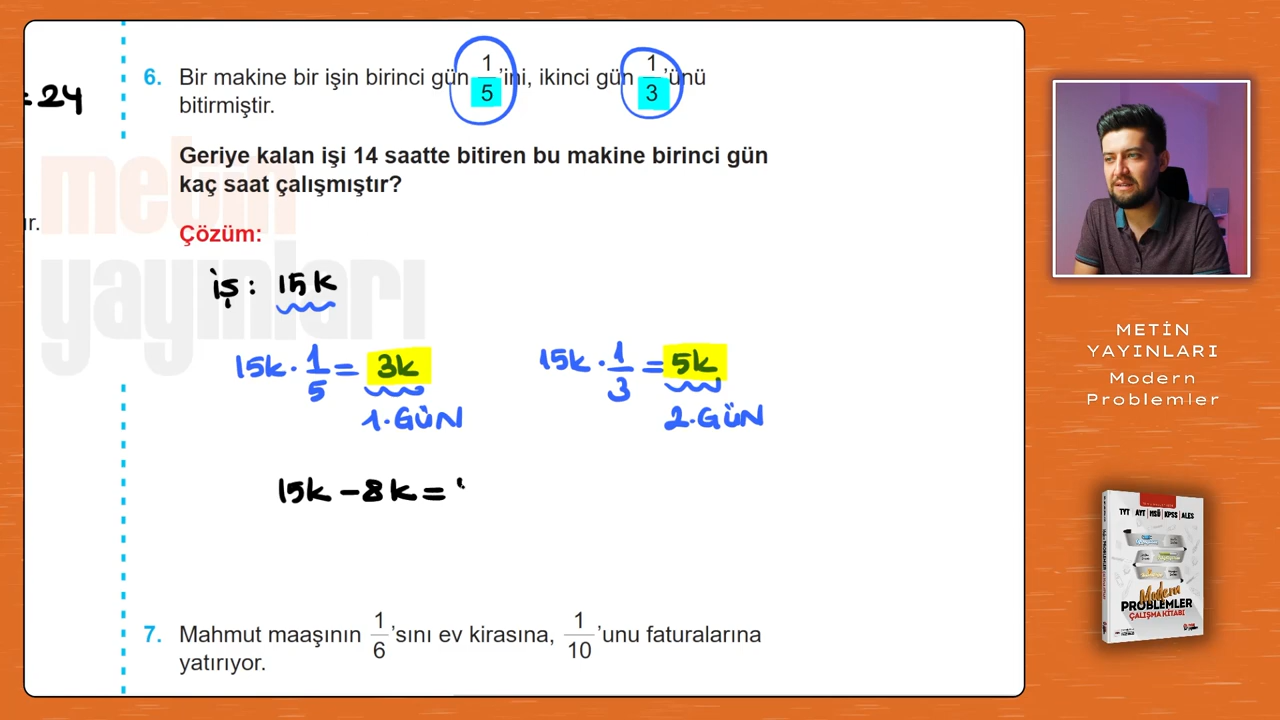 = 24
ır.
6. Bir makine bir işin birinci gün 1/5 'ini, ikinci gün 1/3 'ünü
bitirmiştir.
Geriye kalan işi 14 saatte bitiren bu makine birinci gün
kaç saat çalışmıştır?
Çözüm:
metin
yayınları
iş: 15k
15k · 1/5 = 3k
1. GÜN
15k · 1/3 = 5k
2. GÜN
15k - 8k =
7. Mahmut maaşının 1/6 'sını ev kirasına, 1/10 'unu faturalarına
yatırıyor.
METİN
YAYINLARI
Modern
Problemler
TYT AYT MSÜ KPSS ALES
Modern
PROBLEMLER
ÇALIŞMA KİTABI